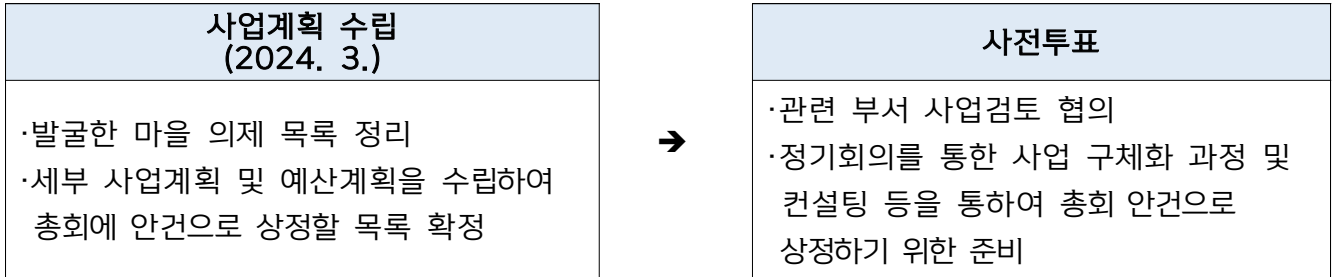 사업계획 수립
(2024. 3.)
·발굴한 마을 의제 목록 정리
·세부 사업계획 및 예산계획을 수립하여
총회에 안건으로 상정할 목록 확정
➔
사전투표
·관련 부서 사업검토 협의
·정기회의를 통한 사업 구체화 과정 및
컨설팅 등을 통하여 총회 안건으로
상정하기 위한 준비